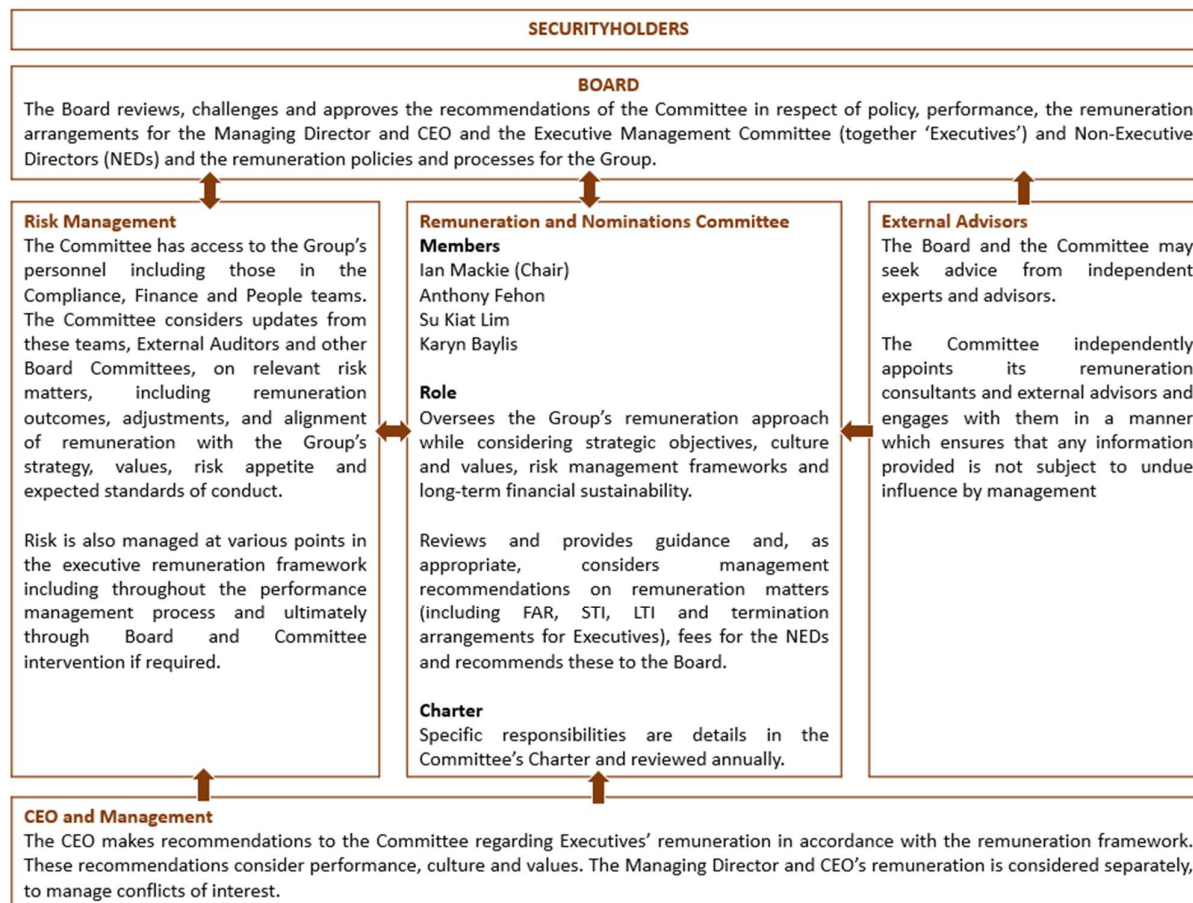 SECURITYHOLDERS
BOARD
The Board reviews, challenges and approves the recommendations of the Committee in respect of policy, performance, the remuneration
arrangements for the Managing Director and CEO and the Executive Management Committee (together ‘Executives’) and Non-Executive
Directors (NEDs) and the remuneration policies and processes for the Group.
Risk Management
The Committee has access to the Group’s
personnel including those in the
Compliance, Finance and People teams.
The Committee considers updates from
these teams, External Auditors and other
Board Committees, on relevant risk
matters, including remuneration
outcomes, adjustments, and alignment
of remuneration with the Group’s
strategy, values, risk appetite and
expected standards of conduct.
Risk is also managed at various points in
the executive remuneration framework
including throughout the performance
management process and ultimately
through Board and Committee
intervention if required.
Remuneration and Nominations Committee
Members
Ian Mackie (Chair)
Anthony Fehon
Su Kiat Lim
Karyn Baylis
Role
Oversees the Group’s remuneration approach
while considering strategic objectives, culture
and values, risk management frameworks and
long-term financial sustainability.
Reviews and provides guidance and, as
appropriate, considers management
recommendations on remuneration matters
(including FAR, STI, LTI and termination
arrangements for Executives), fees for the NEDs
and recommends these to the Board.
Charter
Specific responsibilities are details in the
Committee’s Charter and reviewed annually.
External Advisors
The Board and the Committee may
seek advice from independent
experts and advisors.
The Committee independently
appoints its remuneration
consultants and external advisors and
engages with them in a manner
which ensures that any information
provided is not subject to undue
influence by management
CEO and Management
The CEO makes recommendations to the Committee regarding Executives’ remuneration in accordance with the remuneration framework.
These recommendations consider performance, culture and values. The Managing Director and CEO’s remuneration is considered separately,
to manage conflicts of interest.